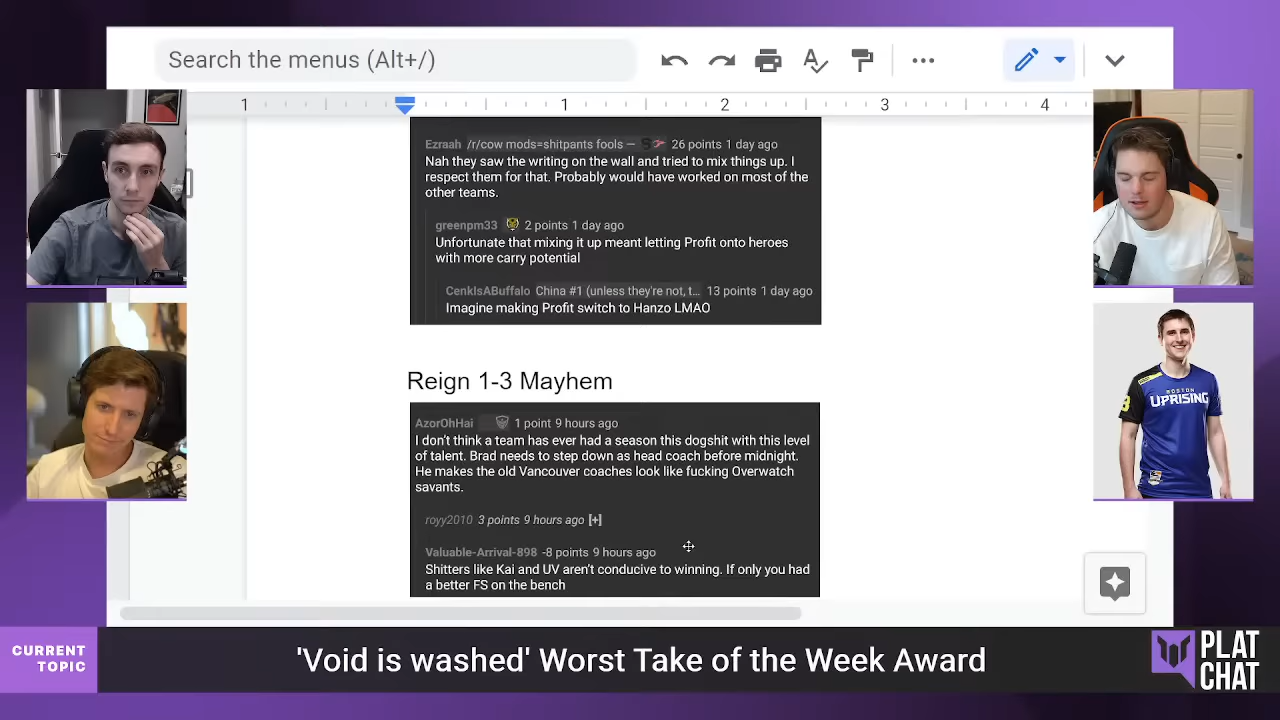 Search the menus (Alt+/)
1 1 2 3 4
Ezraah /r/cow mods=shitpants fools — 26 points 1 day ago
Nah they saw the writing on the wall and tried to mix things up. I
respect them for that. Probably would have worked on most of the
other teams.
greenpm33 2 points 1 day ago
Unfortunate that mixing it up meant letting Profit onto heroes
with more carry potential
CenkIsABuffalo China #1 (unless they're not, t... 13 points 1 day ago
Imagine making Profit switch to Hanzo LMAO
Reign 1-3 Mayhem
AzorOhHai 1 point 9 hours ago
I don't think a team has ever had a season this dogshit with this level
of talent. Brad needs to step down as head coach before midnight.
He makes the old Vancouver coaches look like fucking Overwatch
savants.
royy2010 3 points 9 hours ago [+]
Valuable-Arrival-898 -8 points 9 hours ago
Shitters like Kai and UV aren't conducive to winning. If only you had
a better FS on the bench
BOSTON
UPRISING
CURRENT
TOPIC
'Void is washed' Worst Take of the Week Award
PLAT
CHAT